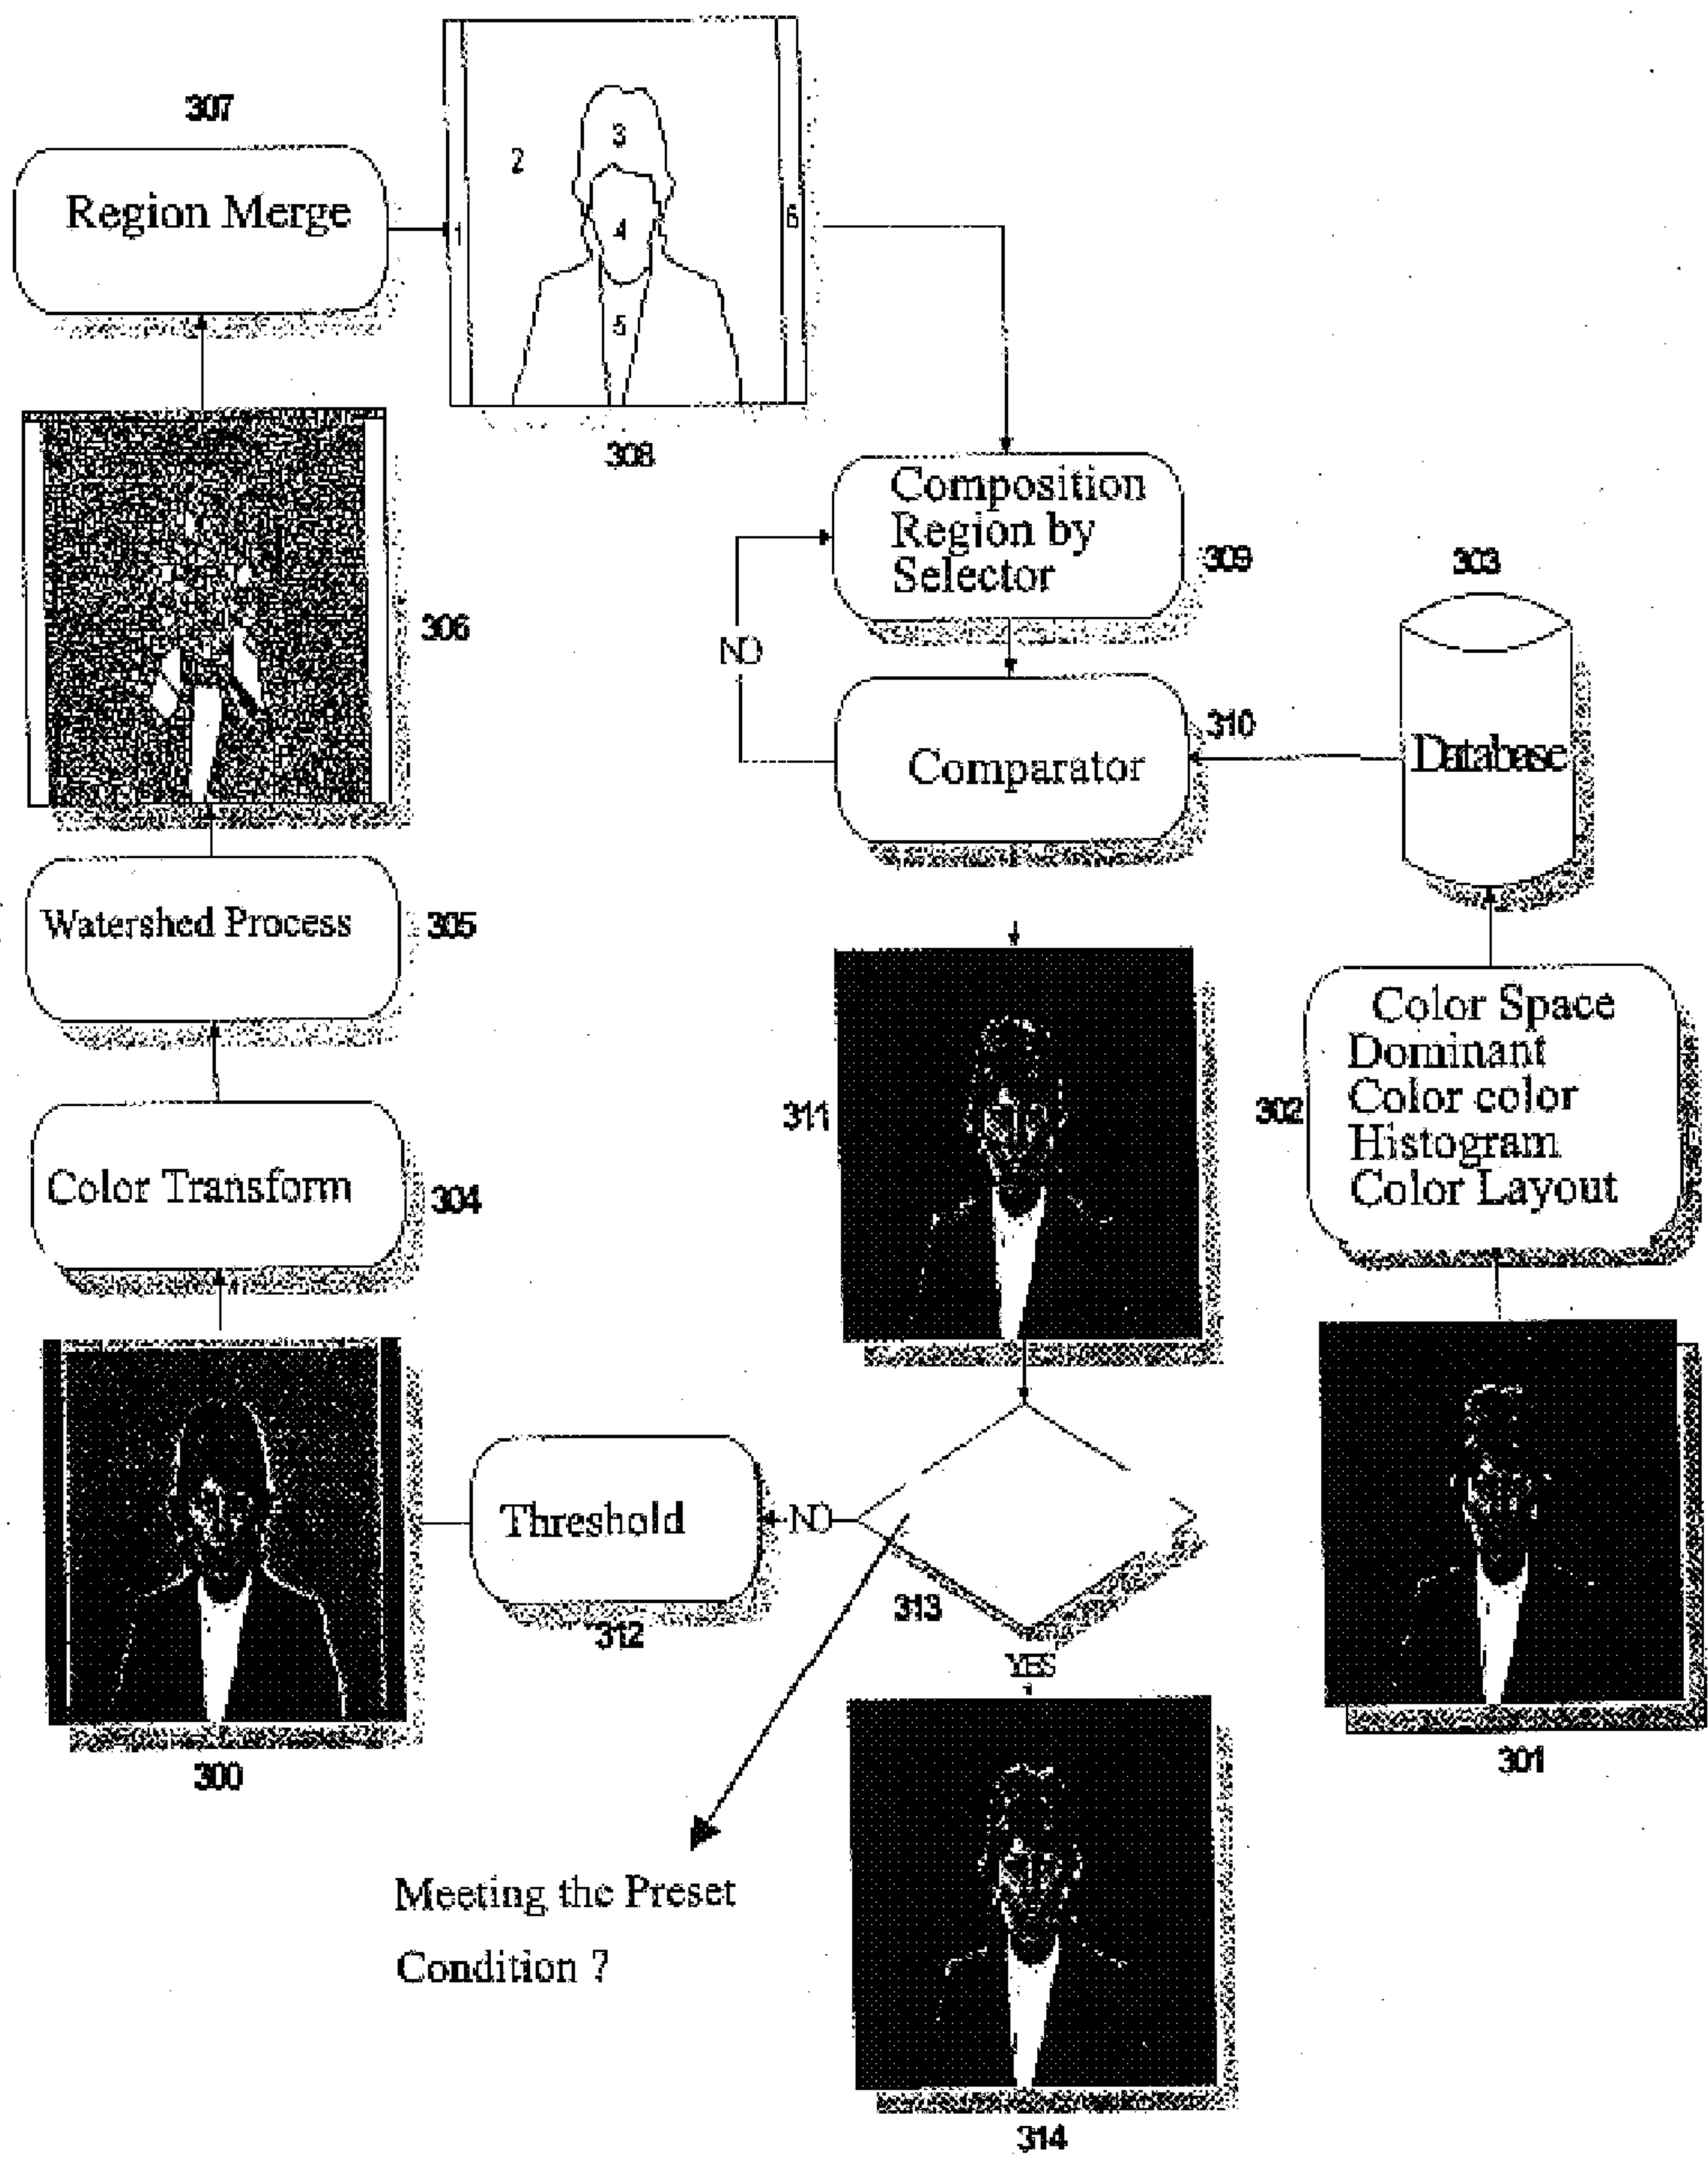 307
Region Merge
1
2
3
4
5
6
308
Composition
Region by
Selector
309
303
NO
306
310
Comparator
Database
Watershed Process
305
Color Space
Dominant
Color color
Histogram
Color Layout
302
311
Color Transform
304
Threshold
NO
312
313
YES
301
300
Meeting the Preset
Condition ?
314